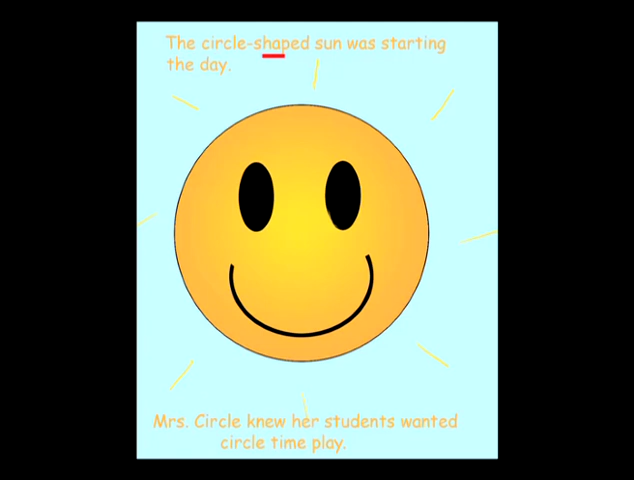 The circle-shaped sun was starting
the day.
Mrs. Circle knew her students wanted
circle time play.